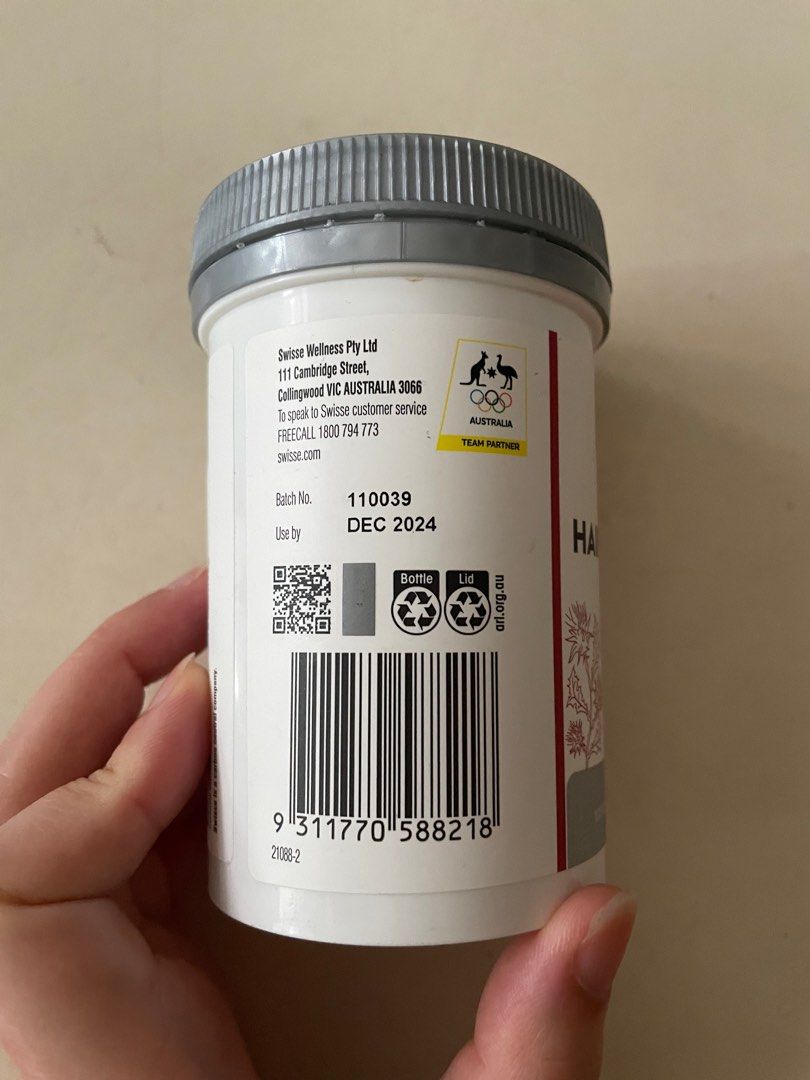 Swisse Wellness Pty Ltd
111 Cambridge Street,
Collingwood VIC AUSTRALIA 3066
To speak to Swisse customer service
FREECALL 1800 794 773
swisse.com
AUSTRALIA
TEAM PARTNER
Batch No. 110039
Use by DEC 2024
Bottle
Lid
arl.org.au
9 311770 588218
21088-2
HAI